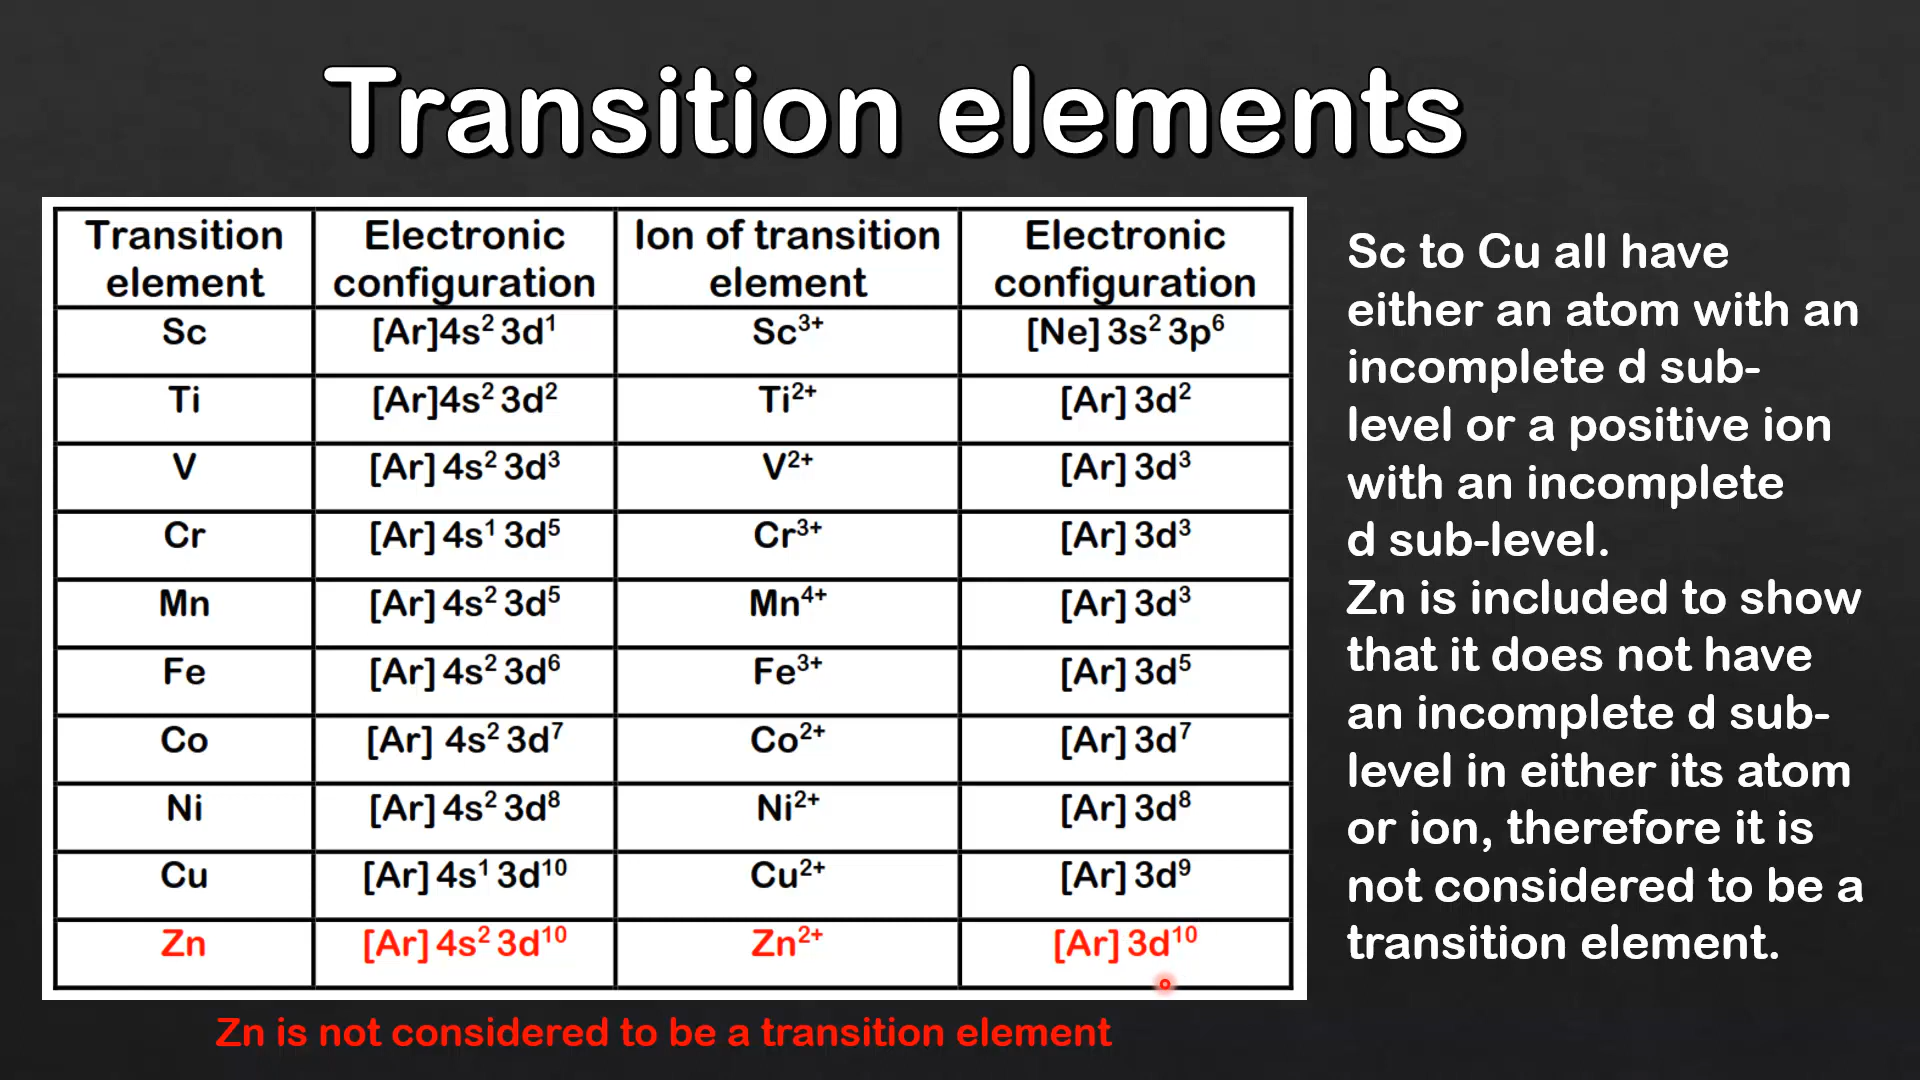 Transition elements
Transition element | Electronic configuration | Ion of transition element | Electronic configuration
Sc | [Ar]4s² 3d¹ | Sc³⁺ | [Ne] 3s² 3p⁶
Ti | [Ar]4s² 3d² | Ti²⁺ | [Ar] 3d²
V | [Ar] 4s² 3d³ | V²⁺ | [Ar] 3d³
Cr | [Ar] 4s¹ 3d⁵ | Cr³⁺ | [Ar] 3d³
Mn | [Ar] 4s² 3d⁵ | Mn⁴⁺ | [Ar] 3d³
Fe | [Ar] 4s² 3d⁶ | Fe³⁺ | [Ar] 3d⁵
Co | [Ar] 4s² 3d⁷ | Co²⁺ | [Ar] 3d⁷
Ni | [Ar] 4s² 3d⁸ | Ni²⁺ | [Ar] 3d⁸
Cu | [Ar] 4s¹ 3d¹⁰ | Cu²⁺ | [Ar] 3d⁹
Zn | [Ar] 4s² 3d¹⁰ | Zn²⁺ | [Ar] 3d¹⁰
Zn is not considered to be a transition element
Sc to Cu all have
either an atom with an
incomplete d sub-
level or a positive ion
with an incomplete
d sub-level.
Zn is included to show
that it does not have
an incomplete d sub-
level in either its atom
or ion, therefore it is
not considered to be a
transition element.